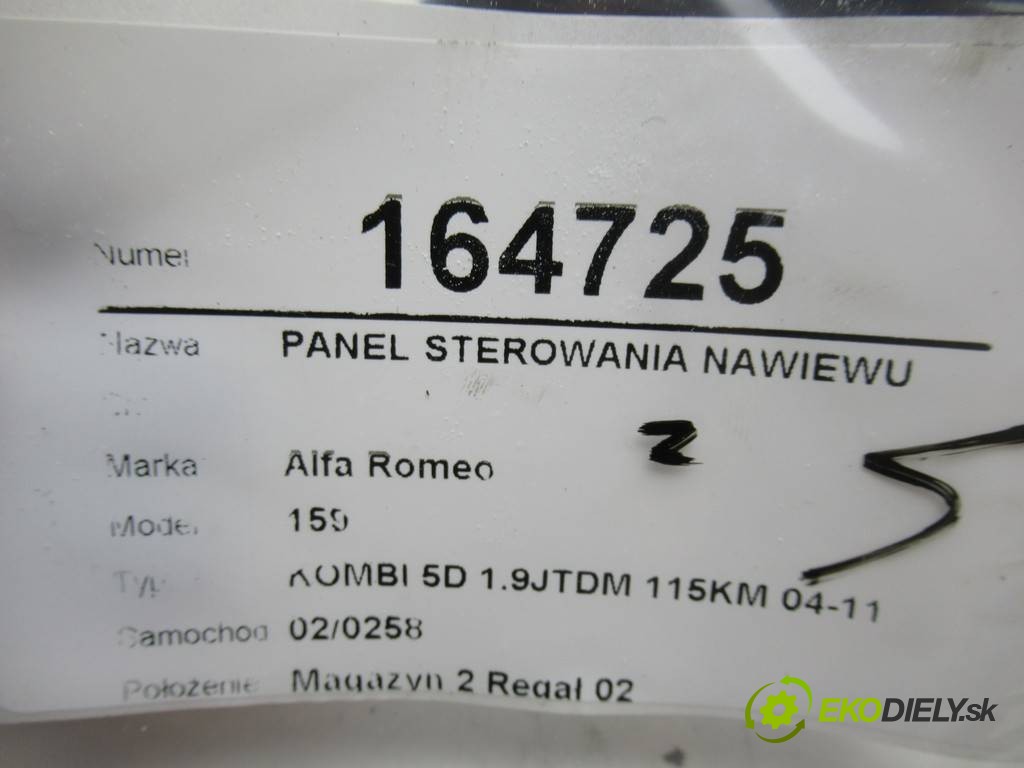 Numer 164725
Nazwa PANEL STEROWANIA NAWIEWU
Marka Alfa Romeo
Model 159
Typ KOMBI 5D 1.9JTDM 115KM 04-11
Samochod 02/0258
Położenie Magazyn 2 Regał 02
EKODIELY.sk